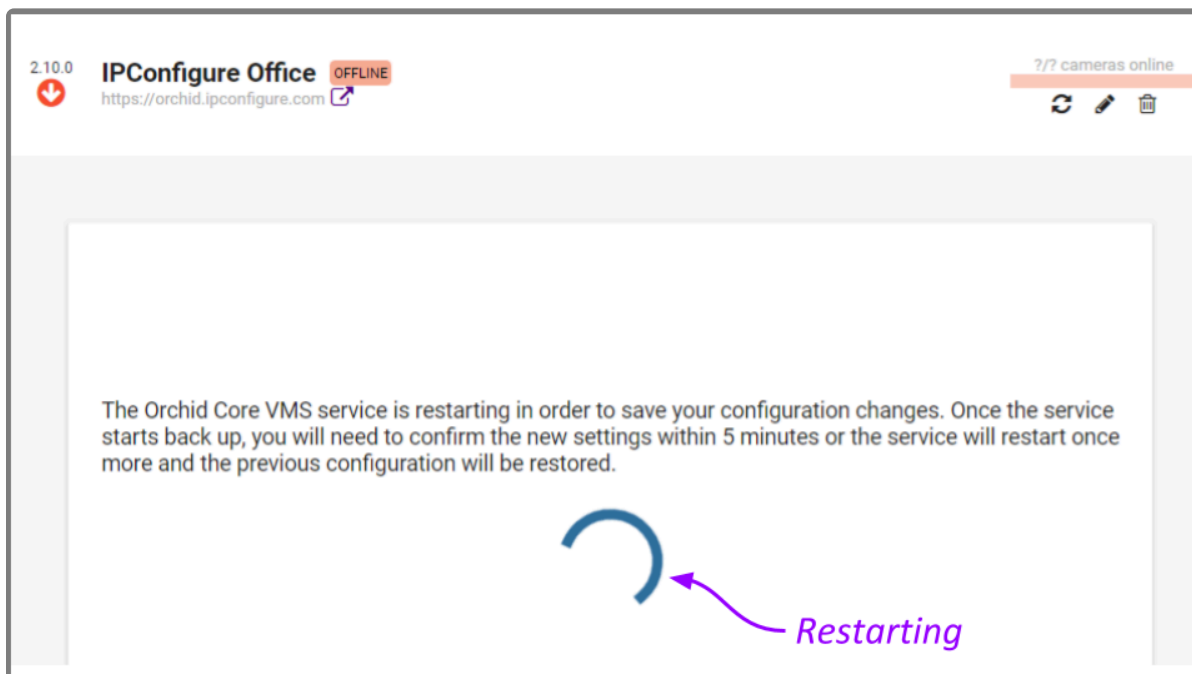 2.10.0
IPConfigure Office OFFLINE
https://orchid.ipconfigure.com
?/? cameras online
The Orchid Core VMS service is restarting in order to save your configuration changes. Once the service
starts back up, you will need to confirm the new settings within 5 minutes or the service will restart once
more and the previous configuration will be restored.
Restarting